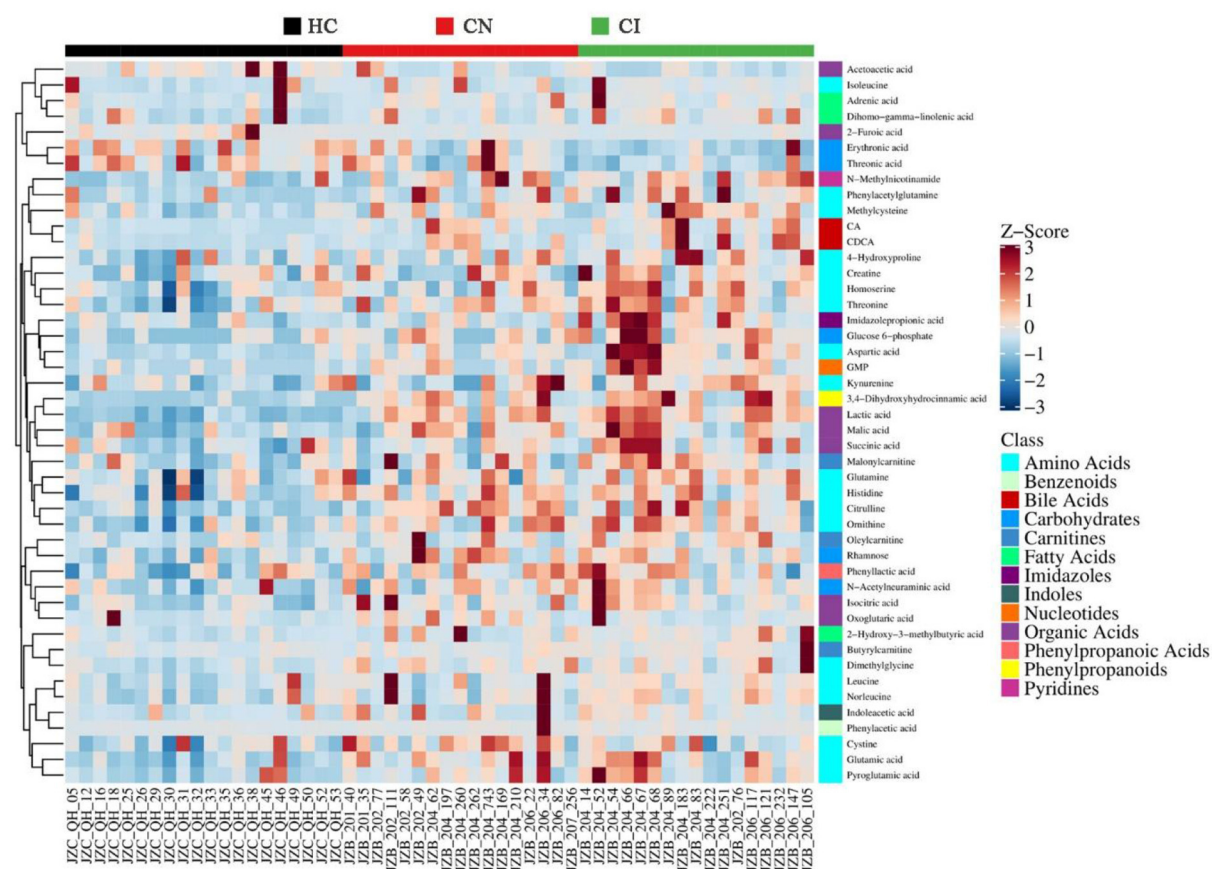 HC
CN
CI
Acetoacetic acid
Isoleucine
Adrenic acid
Dihomo-gamma-linolenic acid
2-Furoic acid
Erythronic acid
Threonic acid
N-Methylnicotinamide
Phenylacetylglutamine
Methylcysteine
CA
CDCA
4-Hydroxyproline
Creatine
Homoserine
Threonine
Imidazolepropionic acid
Glucose 6-phosphate
Aspartic acid
GMP
Kynurenine
3,4-Dihydroxyhydrocinnamic acid
Lactic acid
Malic acid
Succinic acid
Malonylcarnitine
Glutamine
Histidine
Citrulline
Ornithine
Oleylcarnitine
Rhamnose
Phenyllactic acid
N-Acetylneuraminic acid
Isocitric acid
Oxoglutaric acid
2-Hydroxy-3-methylbutyric acid
Butyrylcarnitine
Dimethylglycine
Leucine
Norleucine
Indoleacetic acid
Phenylacetic acid
Cystine
Glutamic acid
Pyroglutamic acid
Z-Score
3
2
1
0
-1
-2
-3
Class
Amino Acids
Benzenoids
Bile Acids
Carbohydrates
Carnitines
Fatty Acids
Imidazoles
Indoles
Nucleotides
Organic Acids
Phenylpropanoic Acids
Phenylpropanoids
Pyridines
JZC_QH_05
JZC_QH_12
JZC_QH_16
JZC_QH_18
JZC_QH_25
JZC_QH_26
JZC_QH_29
JZC_QH_30
JZC_QH_31
JZC_QH_32
JZC_QH_33
JZC_QH_35
JZC_QH_36
JZC_QH_38
JZC_QH_45
JZC_QH_46
JZC_QH_49
JZC_QH_50
JZC_QH_52
JZC_QH_53
JZB_201_40
JZB_201_35
JZB_202_77
JZB_202_111
JZB_202_58
JZB_202_49
JZB_204_62
JZB_204_197
JZB_204_260
JZB_204_262
JZB_204_743
JZB_204_169
JZB_204_210
JZB_206_22
JZB_206_34
JZB_206_82
JZB_207_256
JZB_204_14
JZB_204_52
JZB_204_54
JZB_204_66
JZB_204_67
JZB_204_68
JZB_204_89
JZB_204_183
JZB_204_83
JZB_204_222
JZB_204_251
JZB_202_76
JZB_206_117
JZB_206_121
JZB_206_232
JZB_206_147
JZB_206_105